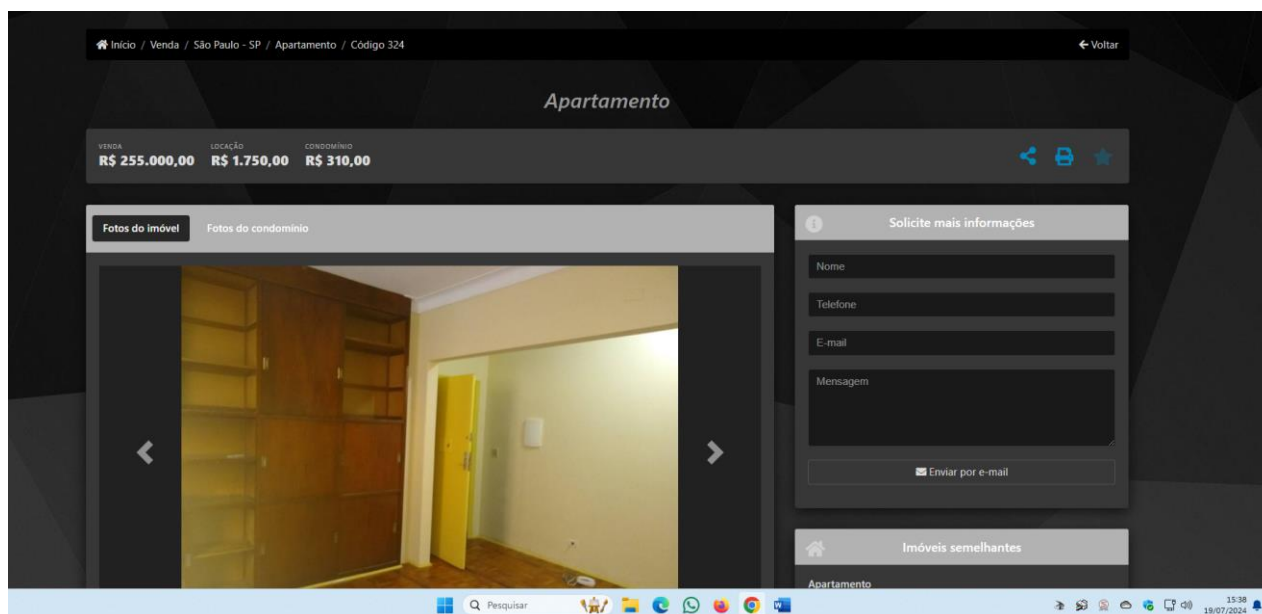 Início / Venda / São Paulo - SP / Apartamento / Código 324
Voltar
Apartamento
VENDA LOCAÇÃO CONDOMÍNIO
R$ 255.000,00 R$ 1.750,00 R$ 310,00
Fotos do imóvel Fotos do condomínio
Solicite mais informações
Nome
Telefone
E-mail
Mensagem
Enviar por e-mail
Imóveis semelhantes
Apartamento
Pesquisar
15:38
19/07/2024